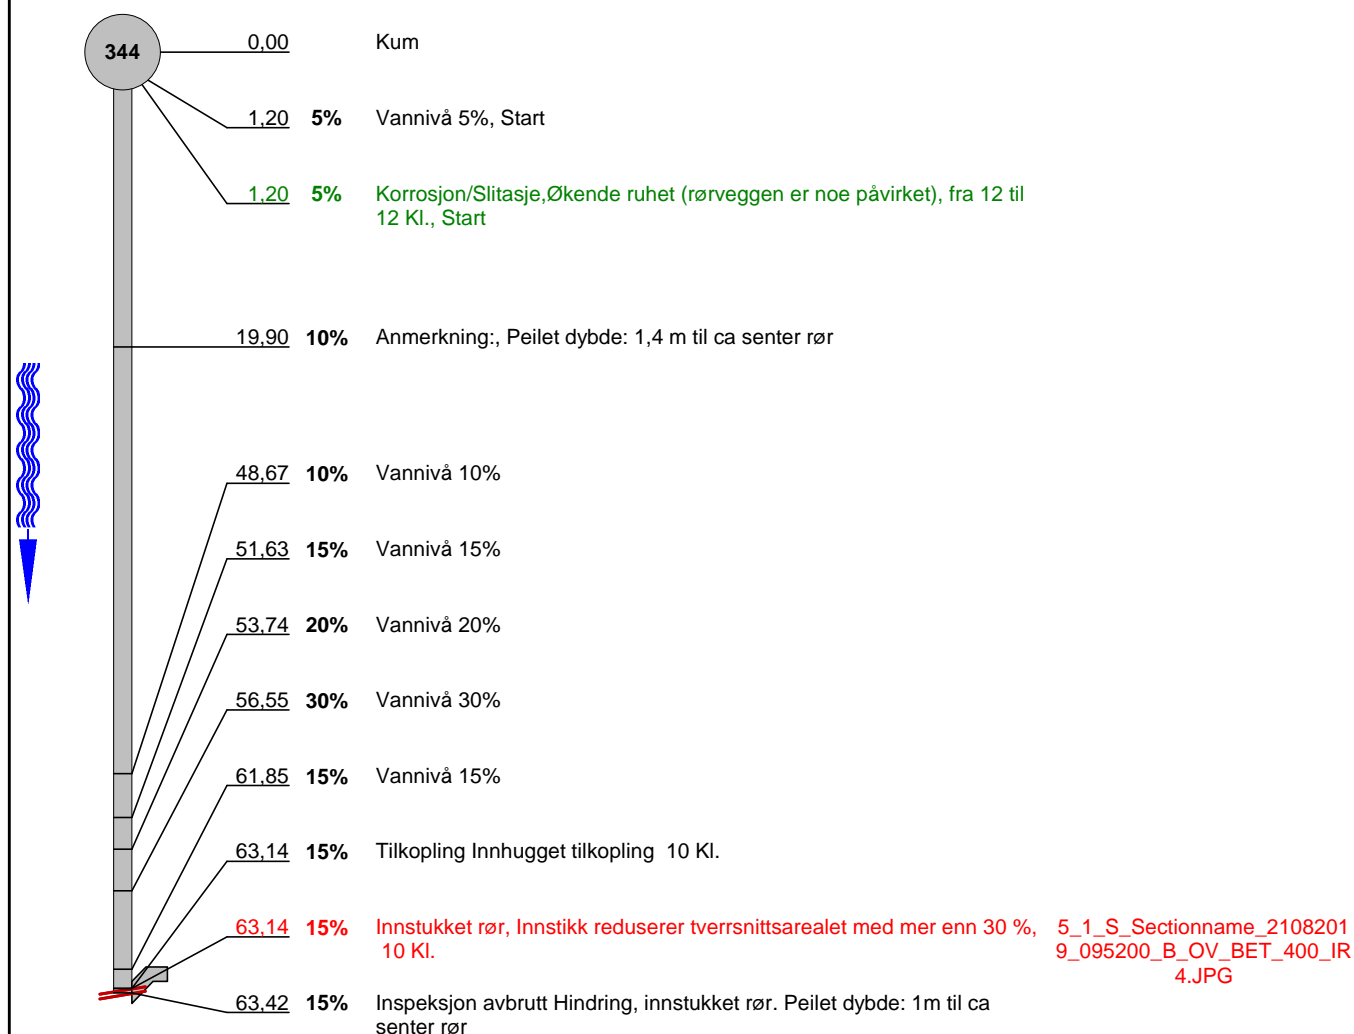 344
0,00 Kum
1,20 5% Vannivå 5%, Start
1,20 5% Korrosjon/Slitasje,Økende ruhet (rørveggen er noe påvirket), fra 12 til
12 Kl., Start
19,90 10% Anmerkning:, Peilet dybde: 1,4 m til ca senter rør
48,67 10% Vannivå 10%
51,63 15% Vannivå 15%
53,74 20% Vannivå 20%
56,55 30% Vannivå 30%
61,85 15% Vannivå 15%
63,14 15% Tilkopling Innhugget tilkopling 10 Kl.
63,14 15% Innstukket rør, Innstikk reduserer tverrsnittsarealet med mer enn 30 %,
10 Kl.
5_1_S_Sectionname_2108201
9_095200_B_OV_BET_400_IR
4.JPG
63,42 15% Inspeksjon avbrutt Hindring, innstukket rør. Peilet dybde: 1m til ca
senter rør